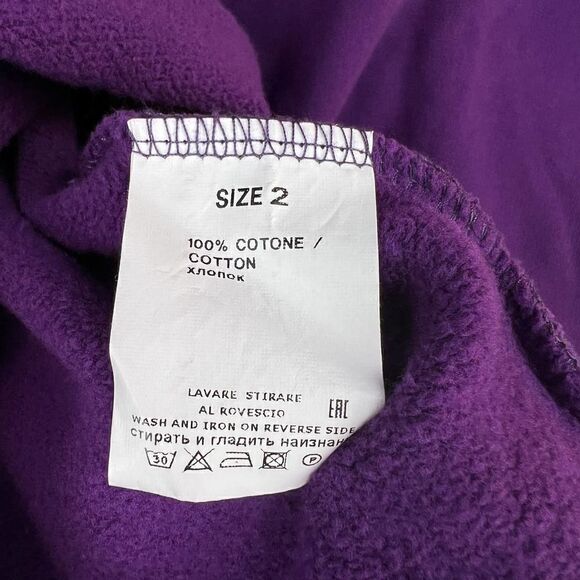 SIZE 2
100% COTONE /
COTTON
ХЛОПОК
LAVARE STIRARE
AL ROVESCIO
EAC
WASH AND IRON ON REVERSE SIDE
стирать и гладить наизнан
30
P